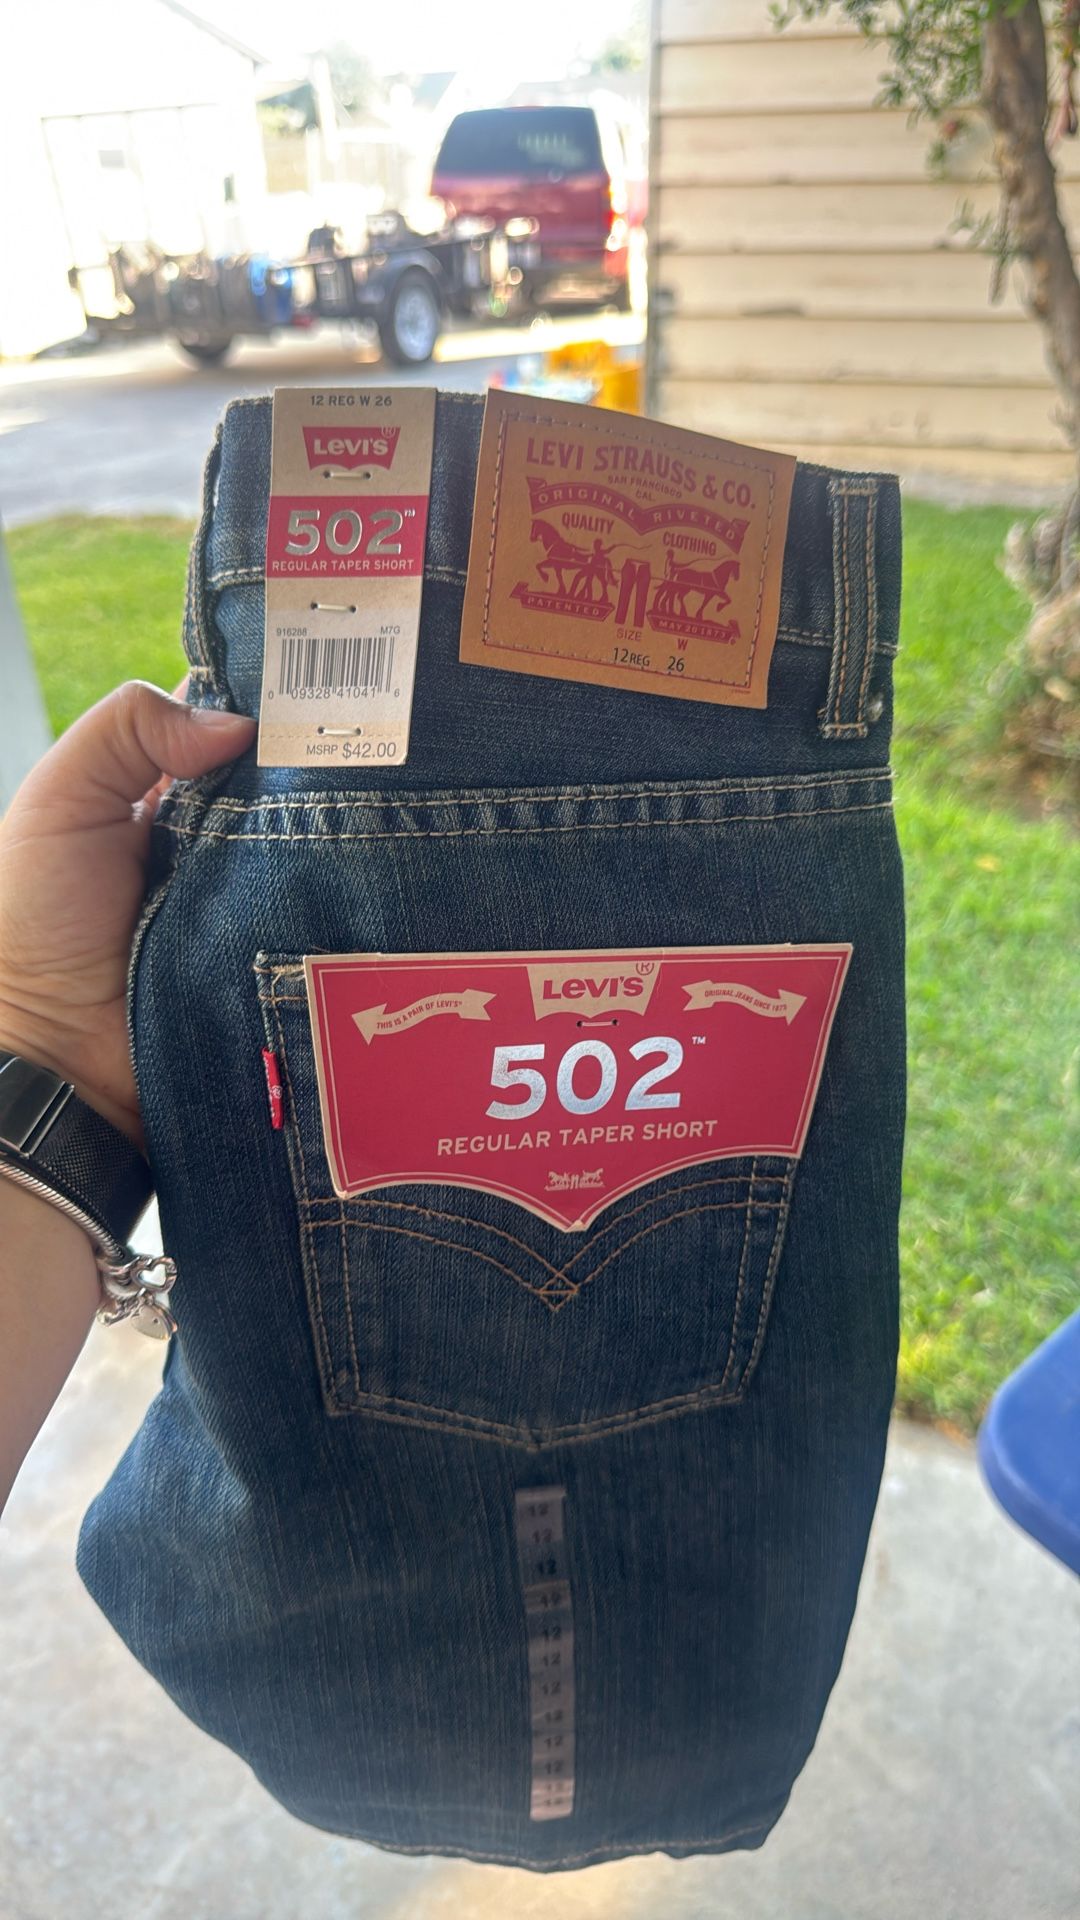 12 REG W 26
LEVI'S®
502™
REGULAR TAPER SHORT
916288 M7G
0 09328 41041 6
MSRP $42.00
LEVI STRAUSS & CO.
SAN FRANCISCO
CAL.
ORIGINAL RIVETED
QUALITY CLOTHING
PATENTED MAY 20 1873
SIZE W
12REG 26
LEVI'S®
THIS IS A PAIR OF LEVI'S® ORIGINAL JEANS SINCE 1873
502™
REGULAR TAPER SHORT
12
12
12
12
12
12
12
12
12
12
12
12